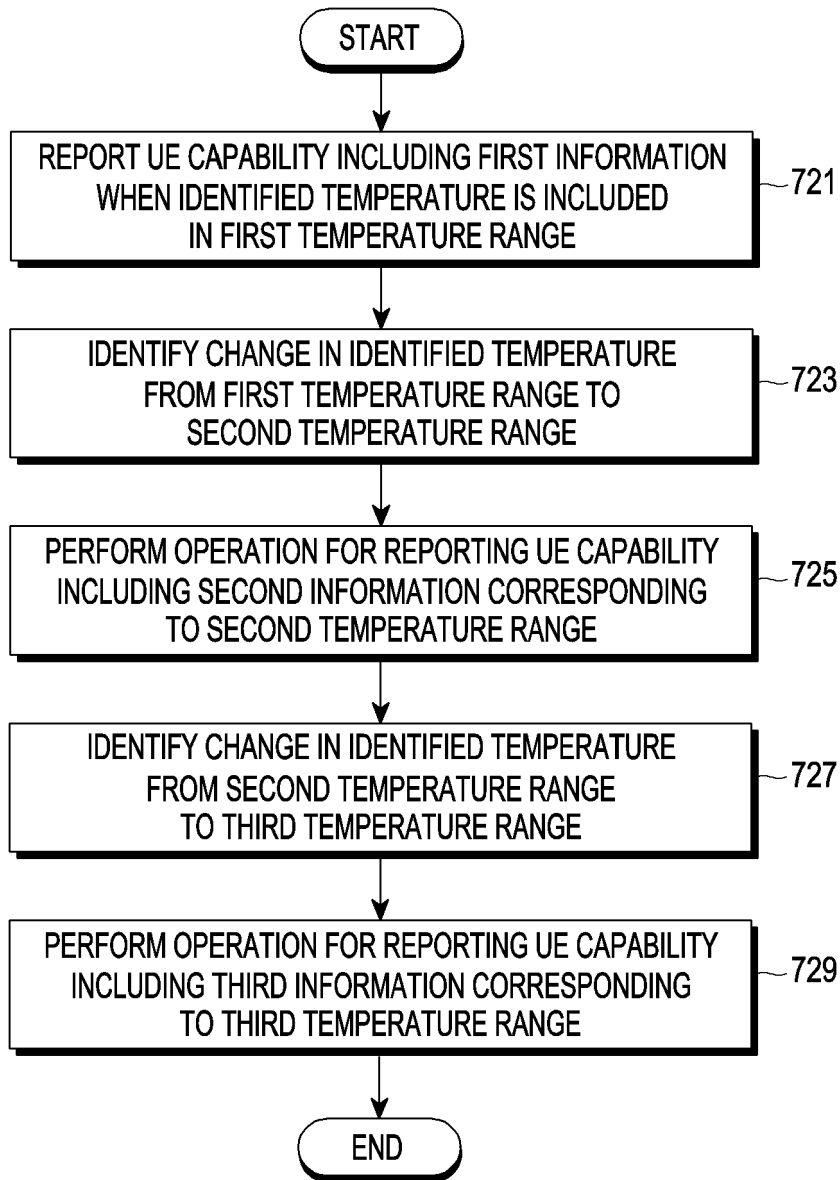 START
REPORT UE CAPABILITY INCLUDING FIRST INFORMATION
WHEN IDENTIFIED TEMPERATURE IS INCLUDED
IN FIRST TEMPERATURE RANGE
721
IDENTIFY CHANGE IN IDENTIFIED TEMPERATURE
FROM FIRST TEMPERATURE RANGE TO
SECOND TEMPERATURE RANGE
723
PERFORM OPERATION FOR REPORTING UE CAPABILITY
INCLUDING SECOND INFORMATION CORRESPONDING
TO SECOND TEMPERATURE RANGE
725
IDENTIFY CHANGE IN IDENTIFIED TEMPERATURE
FROM SECOND TEMPERATURE RANGE
TO THIRD TEMPERATURE RANGE
727
PERFORM OPERATION FOR REPORTING UE CAPABILITY
INCLUDING THIRD INFORMATION CORRESPONDING
TO THIRD TEMPERATURE RANGE
729
END